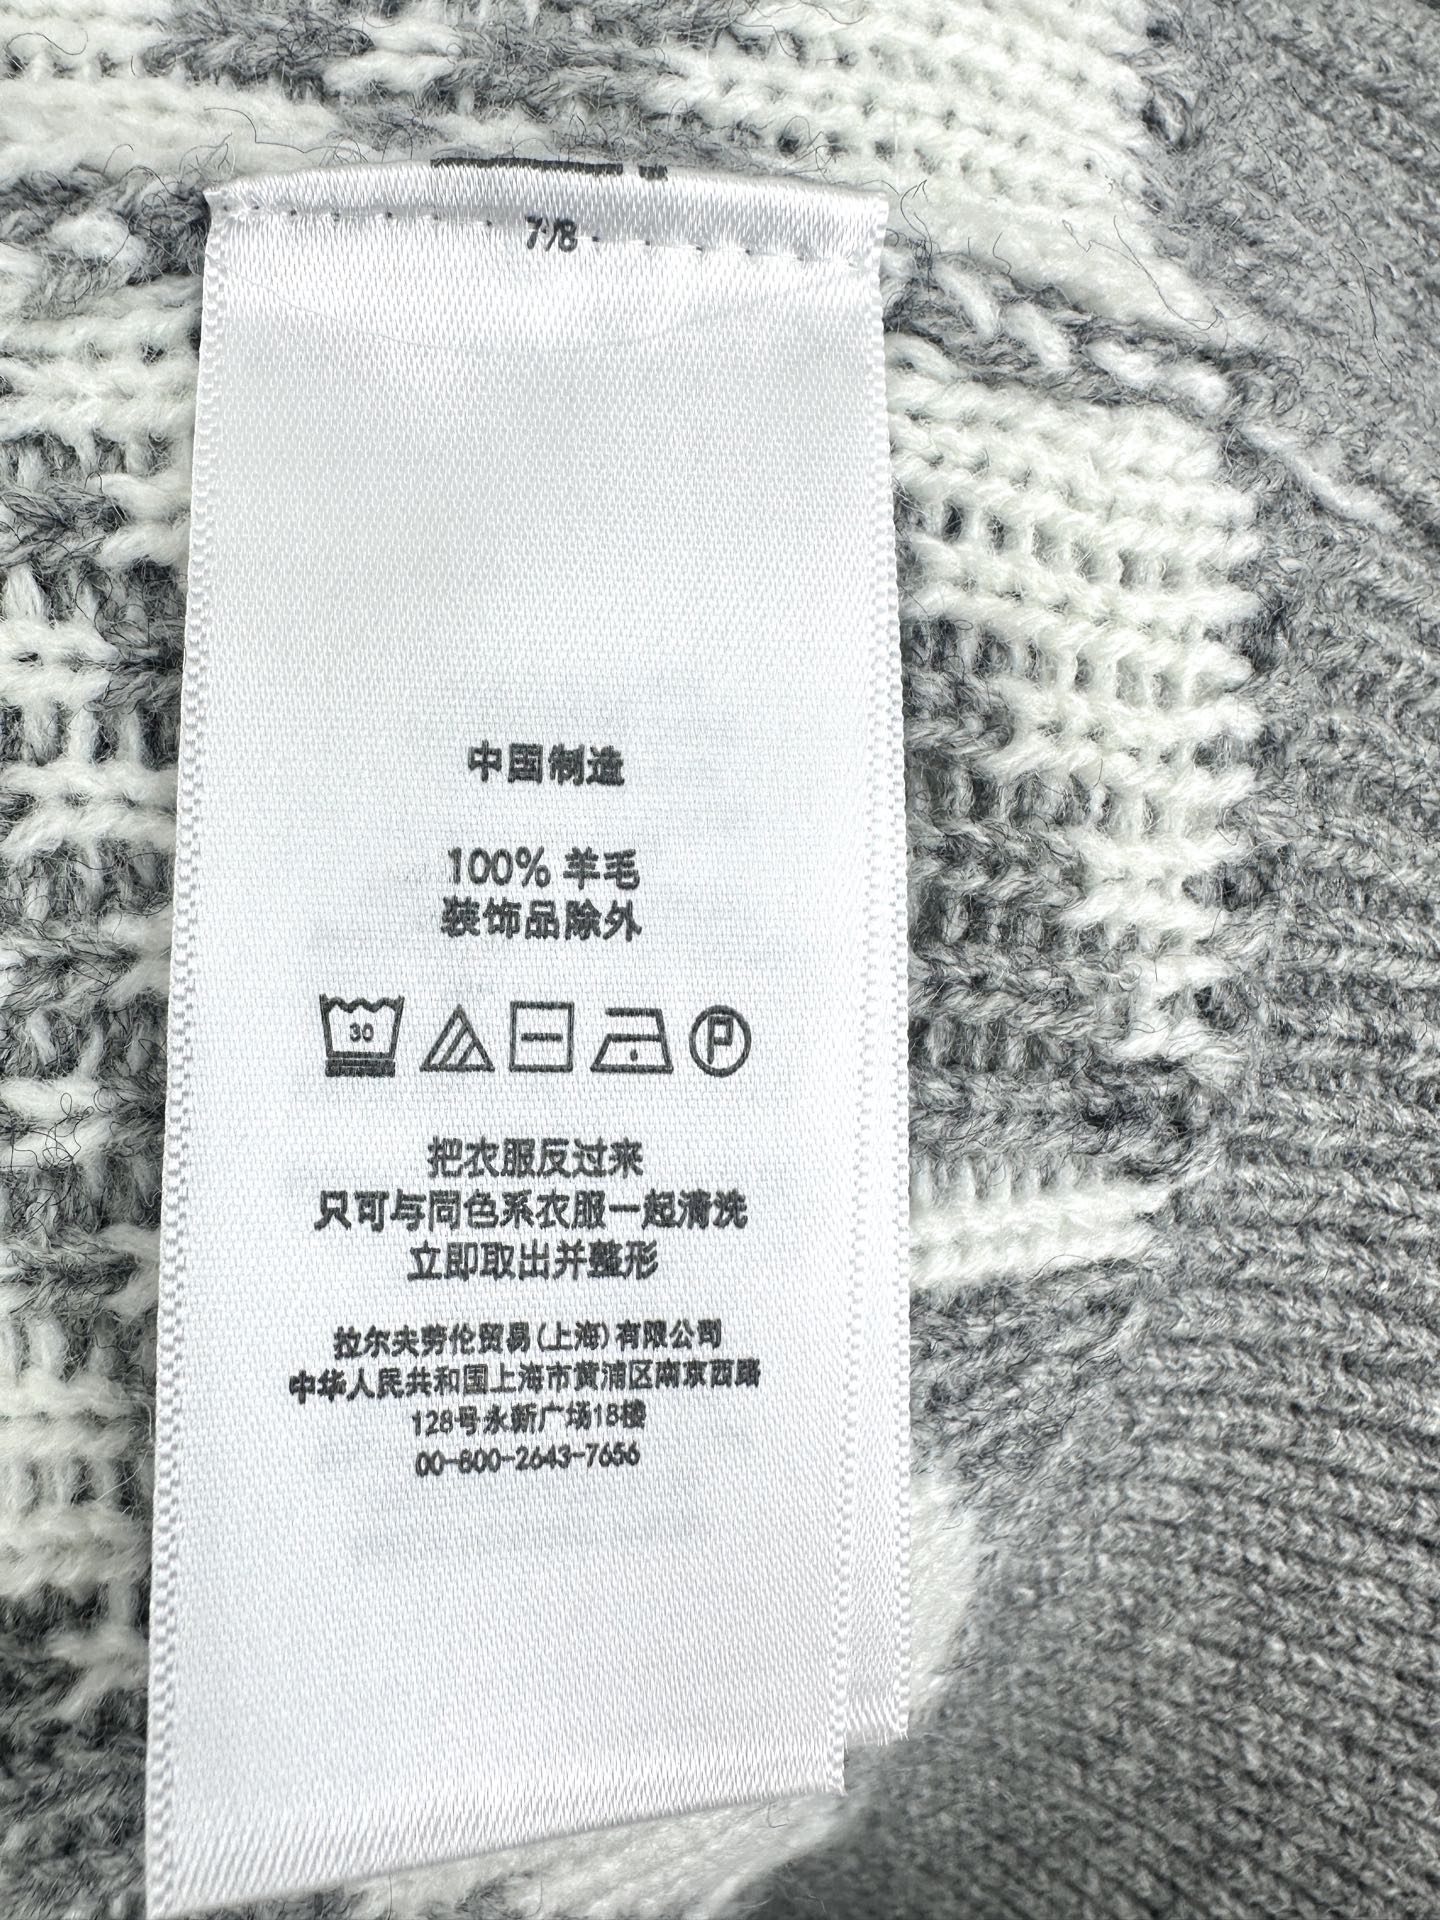 7/8
中国制造
100% 羊毛
装饰品除外
30
P
把衣服反过来
只可与同色系衣服一起清洗
立即取出并整形
拉尔夫劳伦贸易(上海)有限公司
中华人民共和国上海市黄浦区南京西路
128号永新广场18楼
00-800-2643-7656